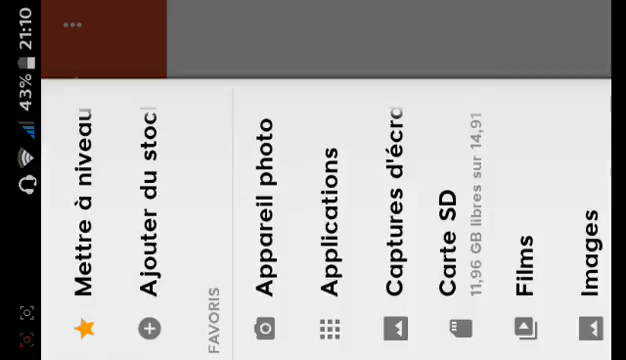 43% 21:10
Mettre à niveau
Ajouter du stoc
FAVORIS
Appareil photo
Applications
Captures d'écra
Carte SD
11,96 GB libres sur 14,91
Films
Images